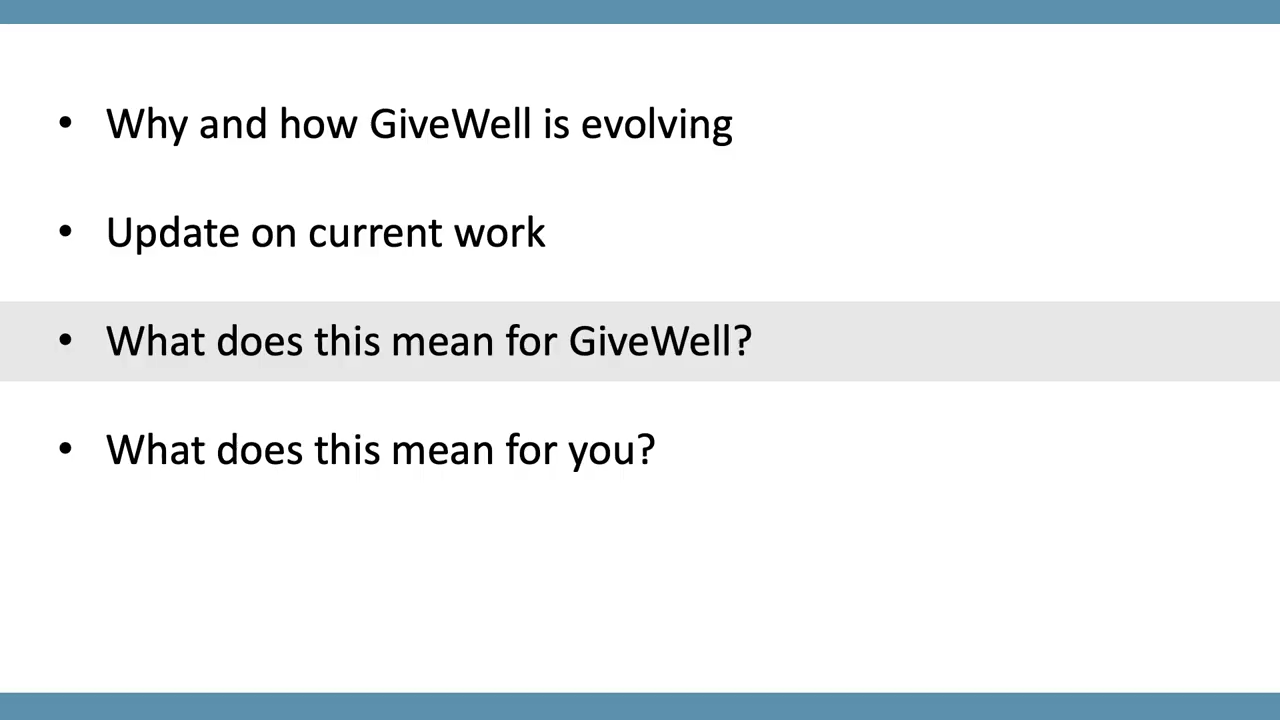 • Why and how GiveWell is evolving
• Update on current work
• What does this mean for GiveWell?
• What does this mean for you?